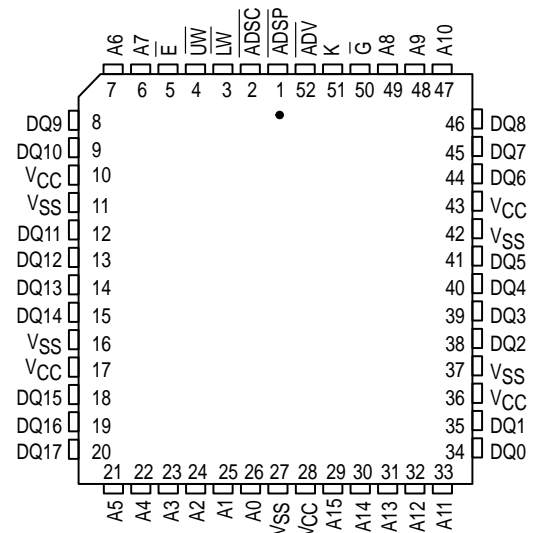 A6 A7 E̅ U̅W̅ L̅W̅ A̅D̅S̅C̅ A̅D̅S̅P̅ A̅D̅V̅ K G̅ A8 A9 A10
7 6 5 4 3 2 1 52 51 50 49 48 47
DQ9 8 46 DQ8
DQ10 9 45 DQ7
VCC 10 44 DQ6
VSS 11 43 VCC
DQ11 12 42 VSS
DQ12 13 41 DQ5
DQ13 14 40 DQ4
DQ14 15 39 DQ3
VSS 16 38 DQ2
VCC 17 37 VSS
DQ15 18 36 VCC
DQ16 19 35 DQ1
DQ17 20 34 DQ0
21 22 23 24 25 26 27 28 29 30 31 32 33
A5 A4 A3 A2 A1 A0 VSS VCC A15 A14 A13 A12 A11